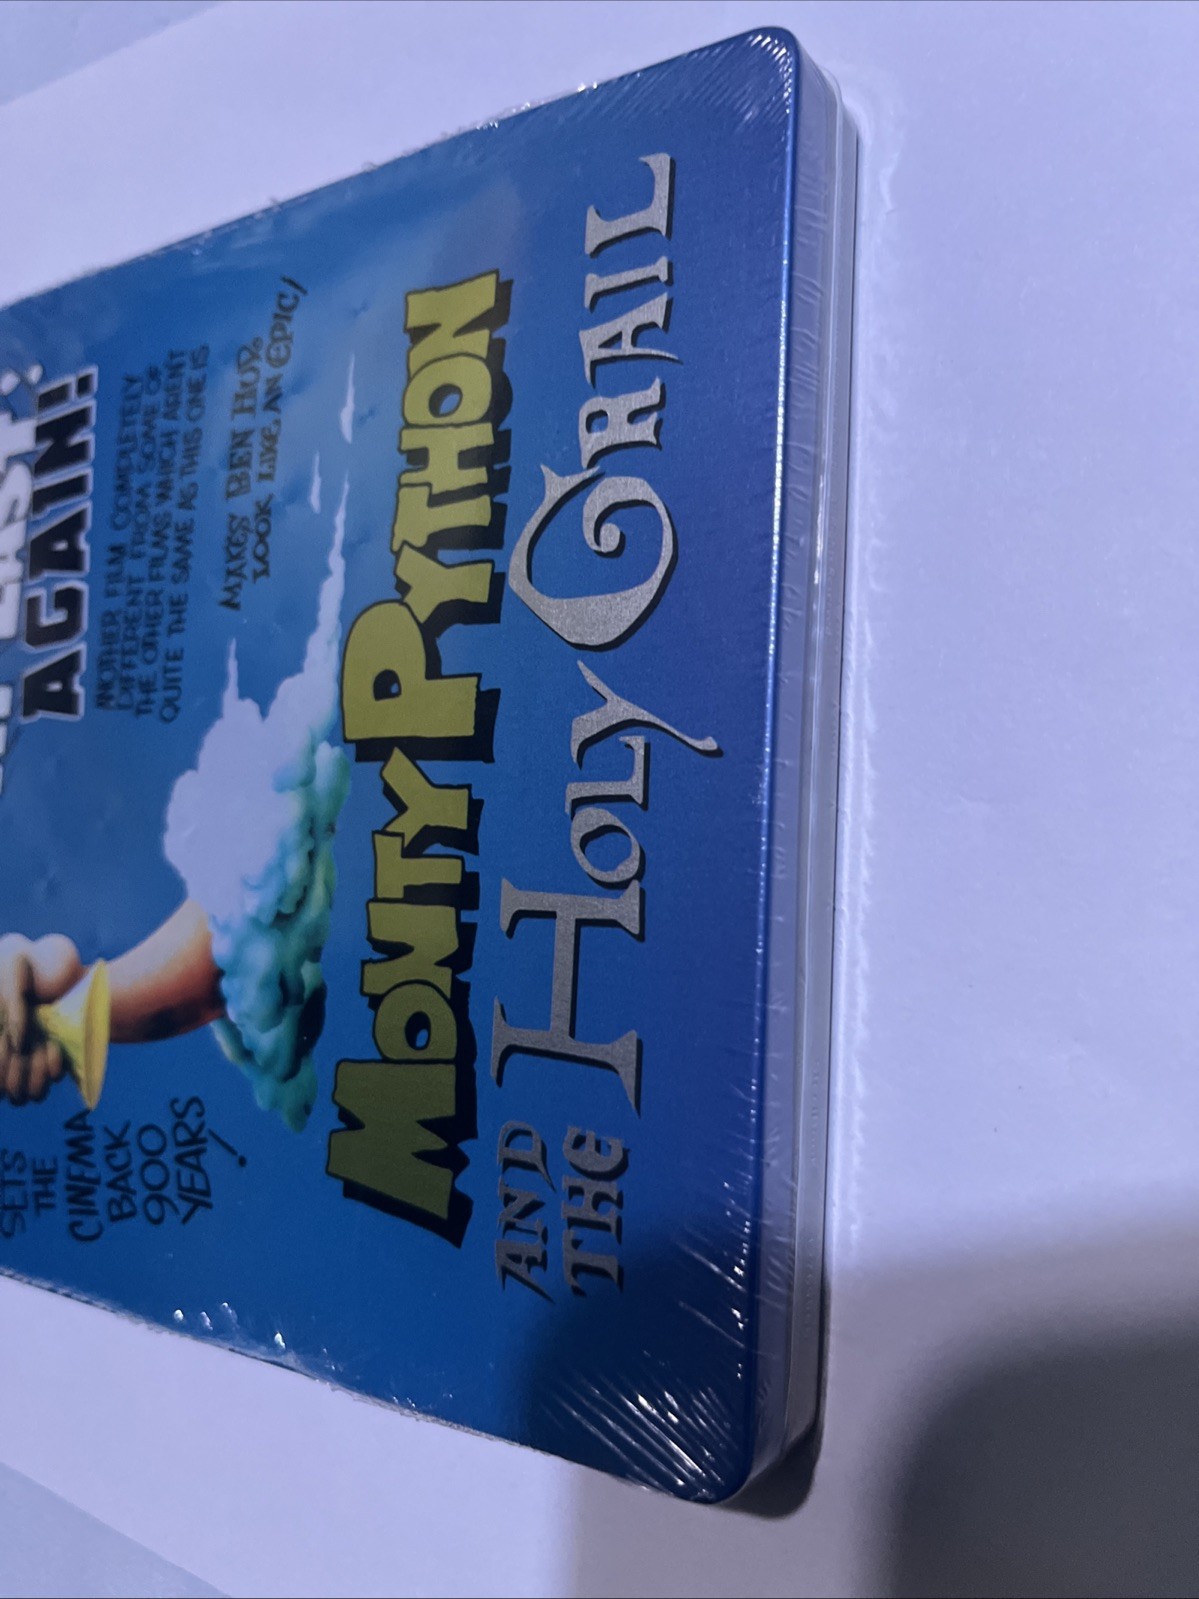 AGAIN!
ANOTHER FILM COMPLETELY
DIFFERENT FROM SOME OF
THE OTHER FILMS WHICH AREN'T
QUITE THE SAME AS THIS ONE IS
MAKES BEN HUR
LOOK LIKE AN EPIC!
SETS
THE
CINEMA
BACK
900
YEARS!
MONTY PYTHON
AND
THE
HOLY GRAIL